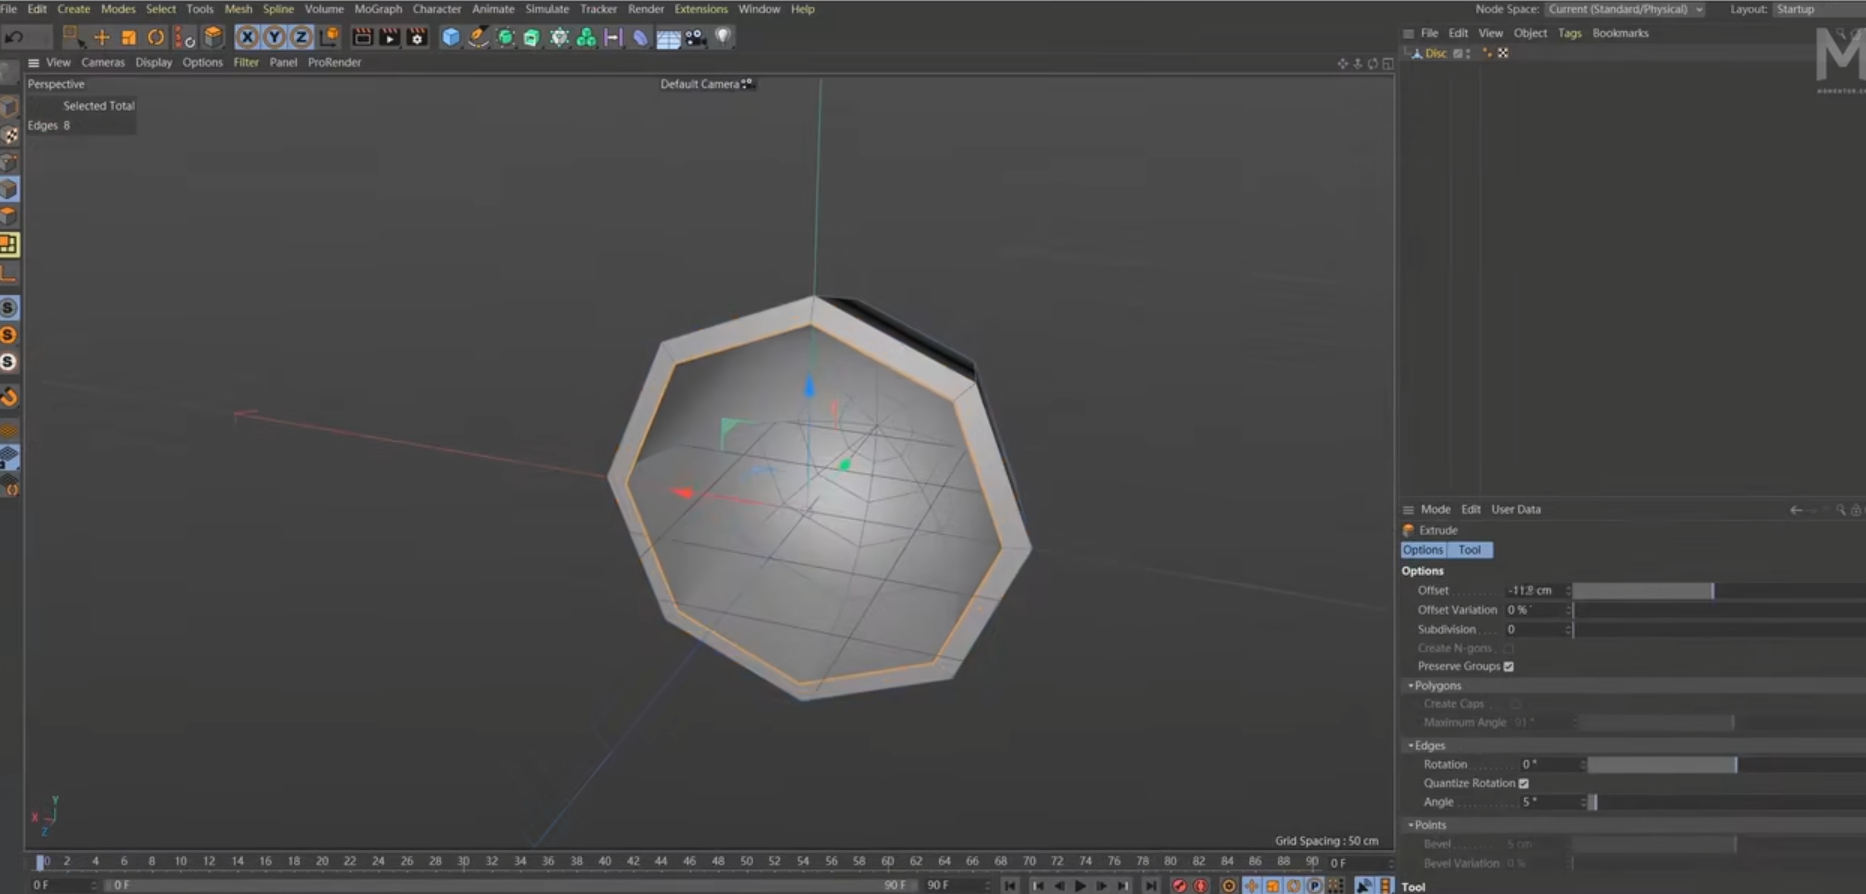 File Edit Create Modes Select Tools Mesh Spline Volume MoGraph Character Animate Simulate Tracker Render Extensions Window Help Node Space: Current (Standard/Physical) Layout: Startup
X Y Z
File Edit View Object Tags Bookmarks
View Cameras Display Options Filter Panel ProRender
Disc
M
Perspective
Default Camera
Selected Total
Edges 8
S
S
S
Mode Edit User Data
Extrude
Options Tool
Options
Offset
Offset Variation 0 %
Subdivision 0
Create N-gons
Preserve Groups
Polygons
Create Caps
Maximum Angle 91 °
Edges
Rotation 0 °
Quantize Rotation
Angle 5 °
Points
Bevel 5 cm
Bevel Variation 0 %
Tool
Y
X
Z
Grid Spacing : 50 cm
0 2 4 6 8 10 12 14 16 18 20 22 24 26 28 30 32 34 36 38 40 42 44 46 48 50 52 54 56 58 60 62 64 66 68 70 72 74 76 78 80 82 84 86 88 90 0 F
0 F 0 F 90 F 90 F P